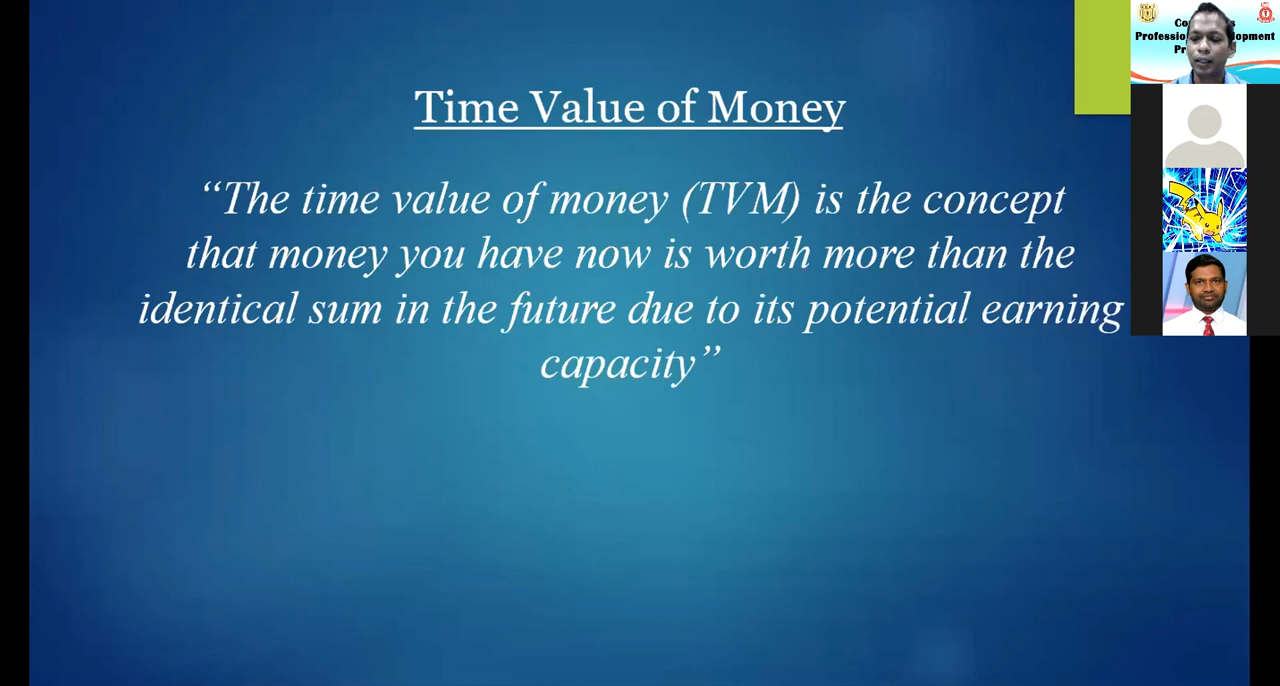 Time Value of Money
“The time value of money (TVM) is the concept
that money you have now is worth more than the
identical sum in the future due to its potential earning
capacity”